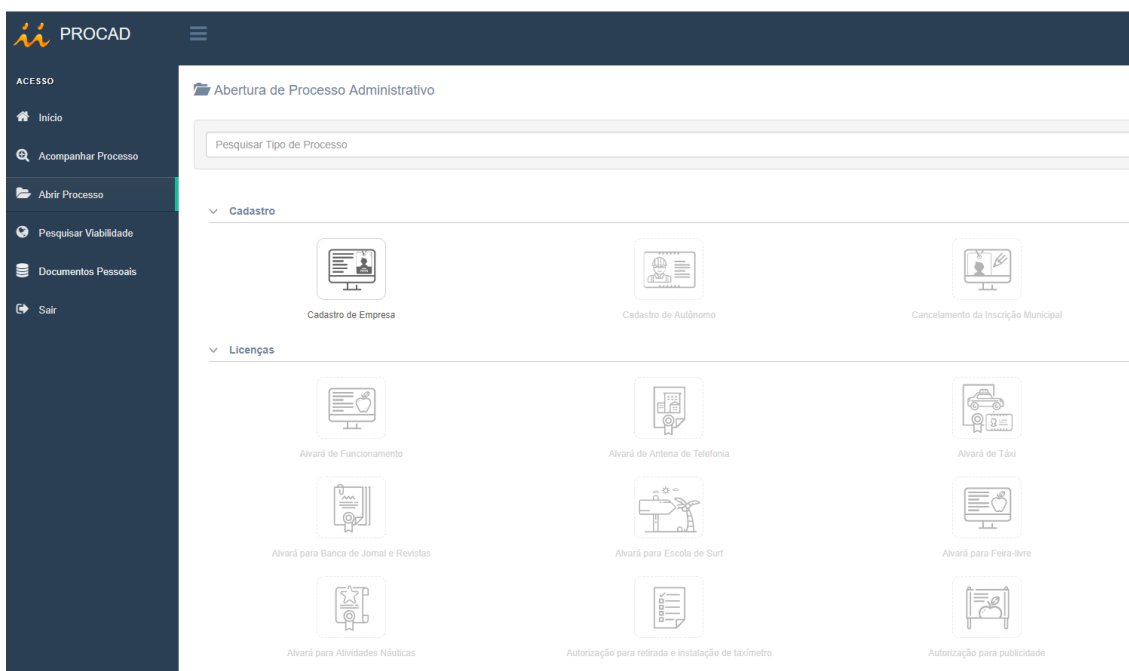 PROCAD
ACESSO
Início
Acompanhar Processo
Abrir Processo
Pesquisar Viabilidade
Documentos Pessoais
Sair
Abertura de Processo Administrativo
Pesquisar Tipo de Processo
Cadastro
Cadastro de Empresa
Cadastro de Autônomo
Cancelamento da Inscrição Municipal
Licenças
Alvará de Funcionamento
Alvará de Antena de Telefonia
Alvará de Táxi
Alvará para Banca de Jornal e Revistas
Alvará para Escola de Surf
Alvará para Feira-livre
Alvará para Atividades Náuticas
Autorização para retirada e instalação de taxímetro
Autorização para publicidade